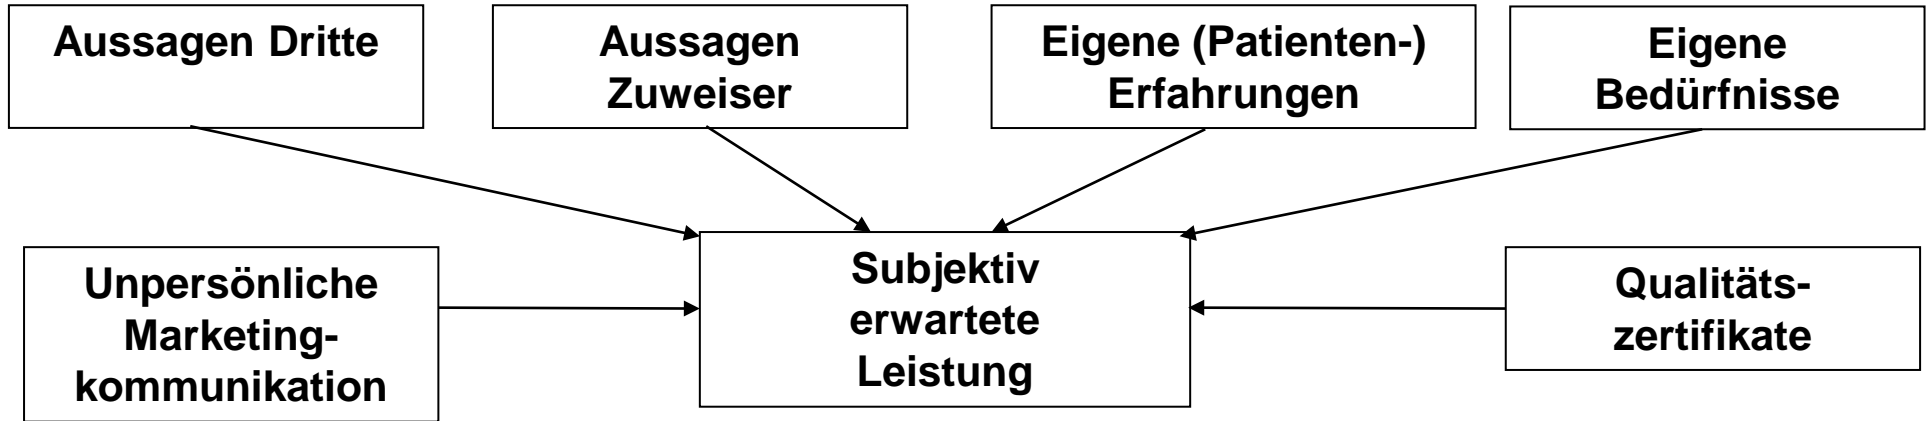 Aussagen Dritte
Aussagen
Zuweiser
Eigene (Patienten-)
Erfahrungen
Eigene
Bedürfnisse
Unpersönliche
Marketing-
kommunikation
Subjektiv
erwartete
Leistung
Qualitäts-
zertifikate